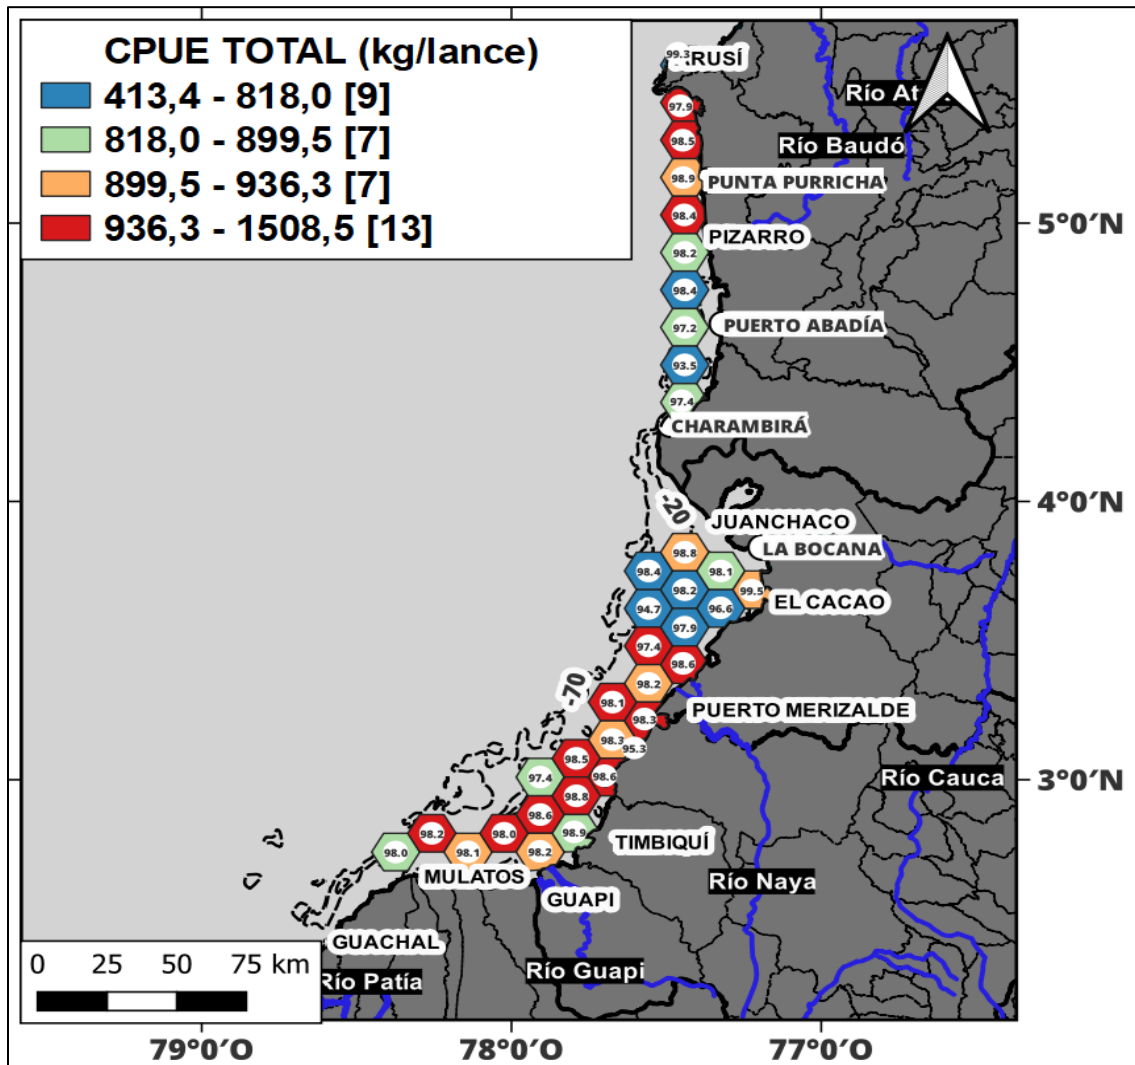 CPUE TOTAL (kg/lance)
413,4 - 818,0 [9]
818,0 - 899,5 [7]
899,5 - 936,3 [7]
936,3 - 1508,5 [13]
99.3
97.9
Río Baudó
98.5
98.9
PUNTA PURRICHA
98.4
5°0′N
PIZARRO
98.2
98.4
97.2
PUERTO ABADÍA
93.5
97.4
CHARAMBIRÁ
4°0′N
-20
JUANCHACO
98.8
LA BOCANA
98.4
98.1
98.2
99.5
EL CACAO
94.7
96.6
97.9
97.4
98.6
98.2
-70
98.1
PUERTO MERIZALDE
98.3
98.3
95.3
98.5
97.4
98.6
Río Cauca
3°0′N
98.8
98.6
98.2
98.0
98.9
TIMBIQUÍ
98.0
98.1
98.2
MULATOS
Río Naya
GUAPI
GUACHAL
0 25 50 75 km
Río Guapi
Río Patía
79°0′O
78°0′O
77°0′O